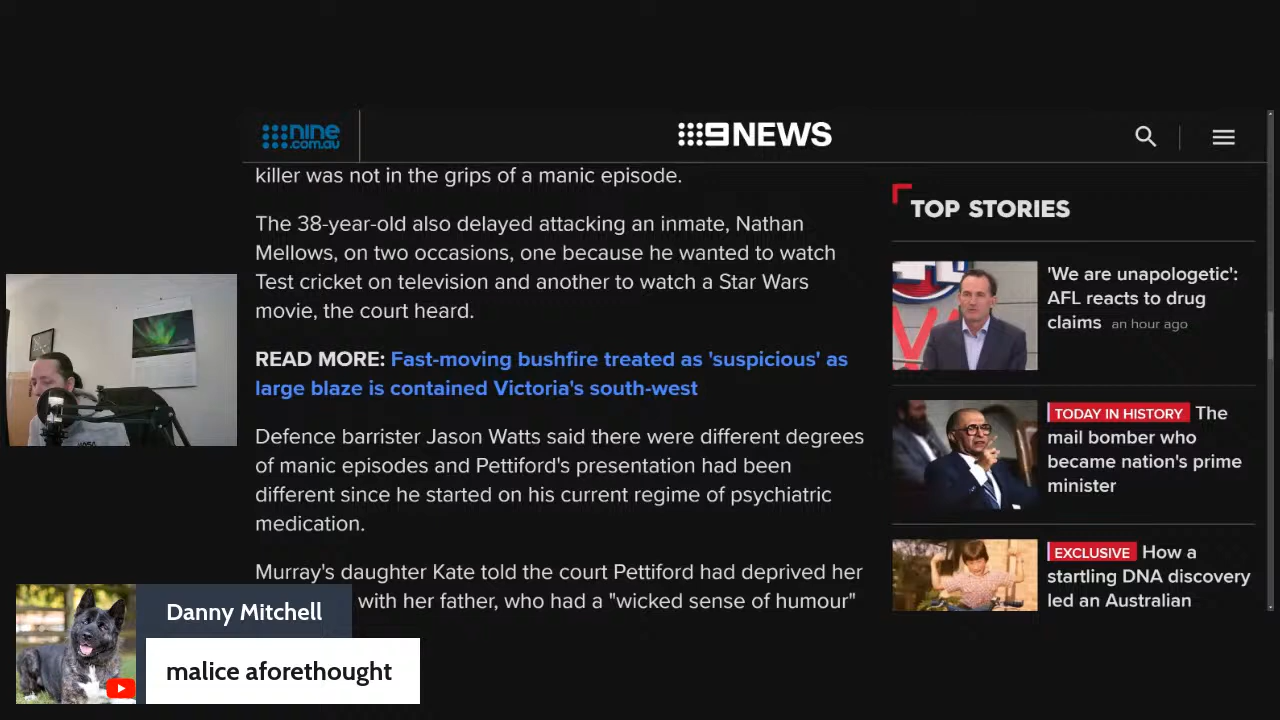 nine
.com.au
9NEWS
killer was not in the grips of a manic episode.
The 38-year-old also delayed attacking an inmate, Nathan
Mellows, on two occasions, one because he wanted to watch
Test cricket on television and another to watch a Star Wars
movie, the court heard.
READ MORE: Fast-moving bushfire treated as 'suspicious' as
large blaze is contained Victoria's south-west
Defence barrister Jason Watts said there were different degrees
of manic episodes and Pettiford's presentation had been
different since he started on his current regime of psychiatric
medication.
Murray's daughter Kate told the court Pettiford had deprived her
with her father, who had a "wicked sense of humour"
TOP STORIES
'We are unapologetic':
AFL reacts to drug
claims an hour ago
TODAY IN HISTORY The
mail bomber who
became nation's prime
minister
EXCLUSIVE How a
startling DNA discovery
led an Australian
Danny Mitchell
malice aforethought